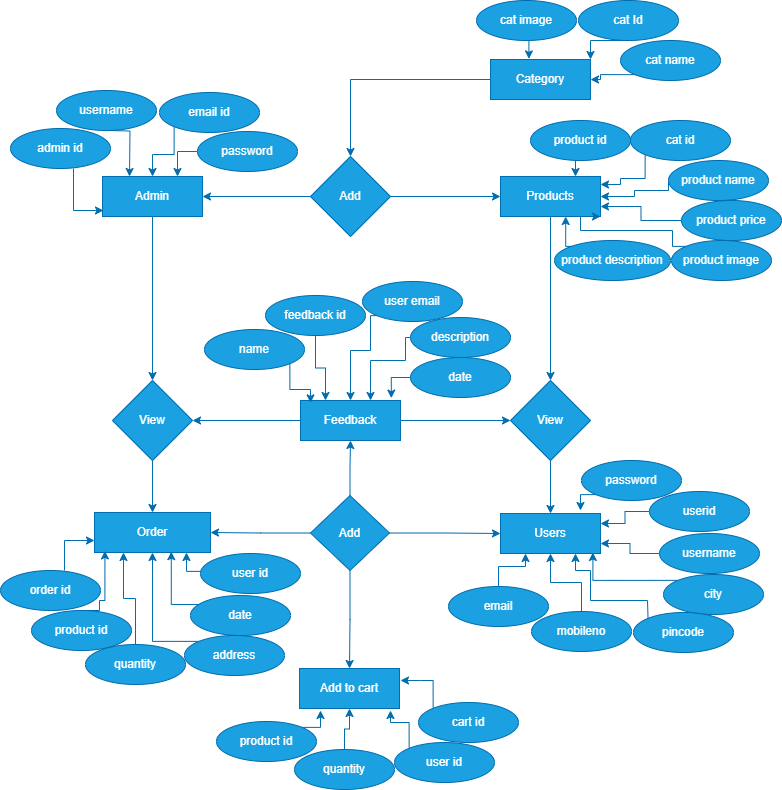 cat image
cat Id
cat name
Category
username
email id
admin id
password
Admin
Add
product id
cat id
product name
Products
product price
product description
product image
user email
feedback id
description
name
date
View
Feedback
View
password
userid
Order
Add
Users
username
user id
order id
city
email
date
product id
mobileno
pincode
address
quantity
Add to cart
cart id
product id
user id
quantity